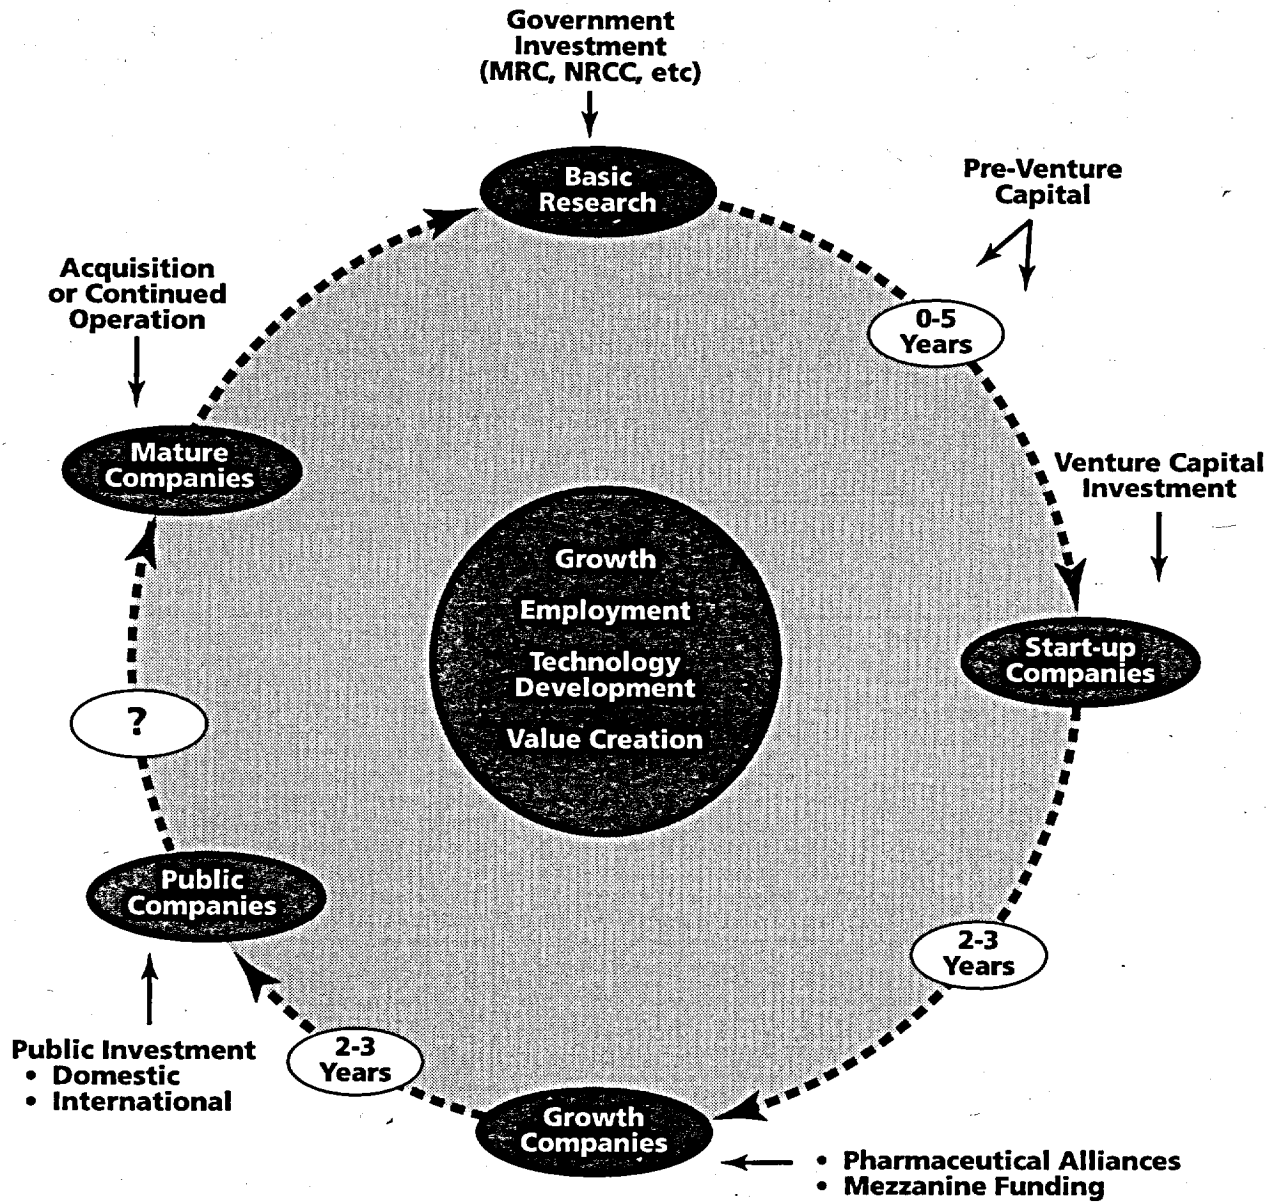 Government
Investment
(MRC, NRCC, etc)
Basic
Research
Pre-Venture
Capital
0-5
Years
Venture Capital
Investment
Start-up
Companies
2-3
Years
Growth
Companies
• Pharmaceutical Alliances
• Mezzanine Funding
2-3
Years
Public
Companies
Public Investment
• Domestic
• International
?
Mature
Companies
Acquisition
or Continued
Operation
Growth
Employment
Technology
Development
Value Creation